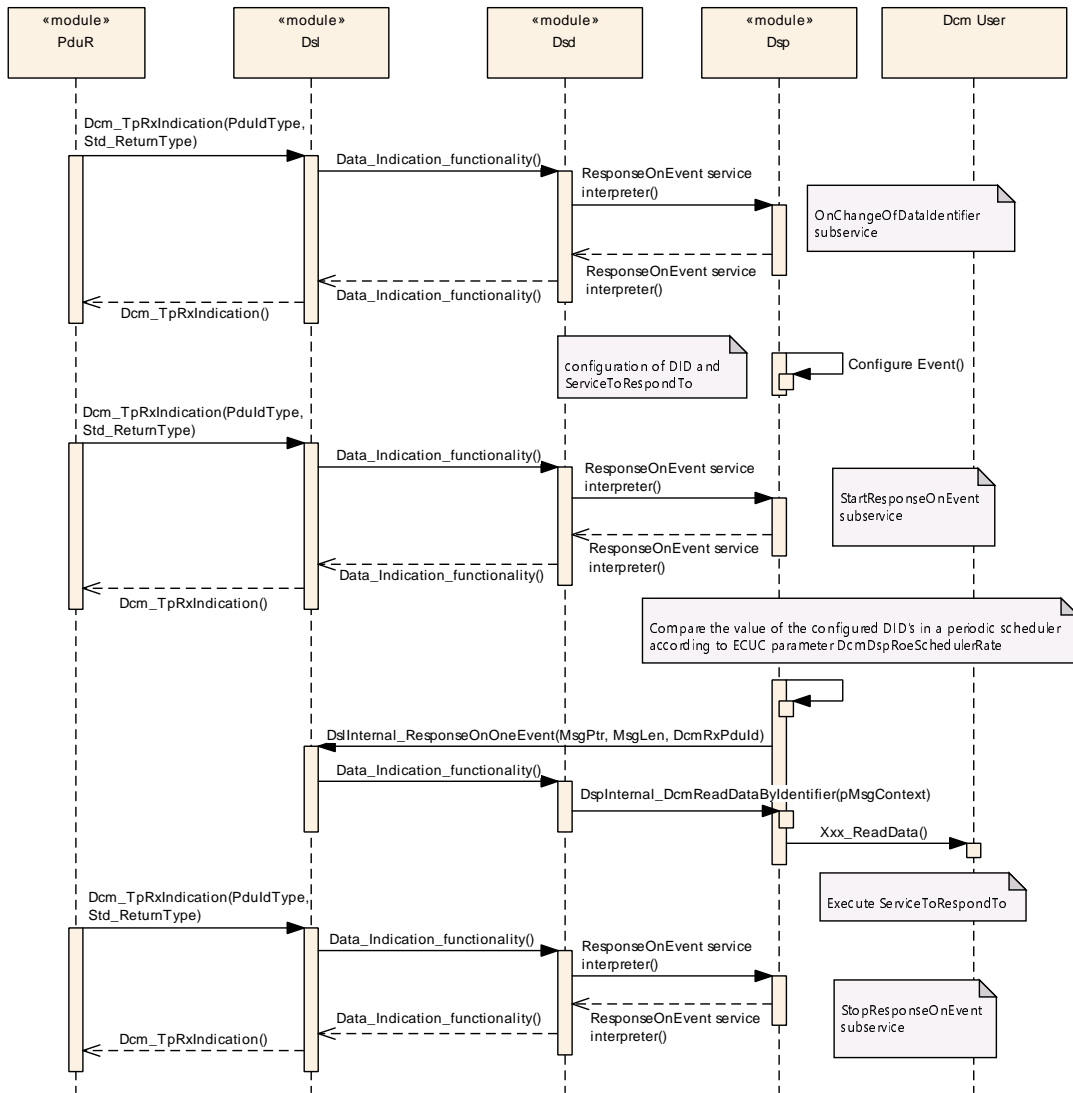 «module»
PduR
«module»
Dsl
«module»
Dsd
«module»
Dsp
Dcm User
Dcm_TpRxIndication(PduIdType,
Std_ReturnType)
Data_Indication_functionality()
ResponseOnEvent service
interpreter()
OnChangeOfDataIdentifier
subservice
ResponseOnEvent service
interpreter()
Data_Indication_functionality()
Dcm_TpRxIndication()
configuration of DID and
ServiceToRespondTo
Configure Event()
Dcm_TpRxIndication(PduIdType,
Std_ReturnType)
Data_Indication_functionality()
ResponseOnEvent service
interpreter()
StartResponseOnEvent
subservice
ResponseOnEvent service
interpreter()
Data_Indication_functionality()
Dcm_TpRxIndication()
Compare the value of the configured DID's in a periodic scheduler
according to ECUC parameter DcmDspRoeSchedulerRate
DslInternal_ResponseOnOneEvent(MsgPtr, MsgLen, DcmRxPduId)
Data_Indication_functionality()
DspInternal_DcmReadDataByIdentifier(pMsgContext)
Xxx_ReadData()
Execute ServiceToRespondTo
Dcm_TpRxIndication(PduIdType,
Std_ReturnType)
Data_Indication_functionality()
ResponseOnEvent service
interpreter()
StopResponseOnEvent
subservice
ResponseOnEvent service
interpreter()
Data_Indication_functionality()
Dcm_TpRxIndication()